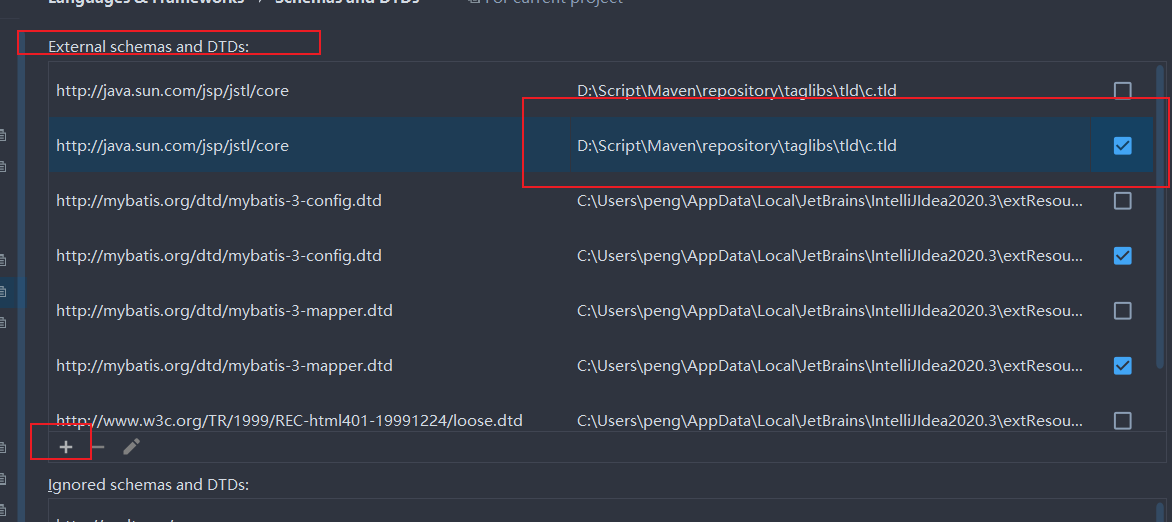 Languages & Frameworks › Schemas and DTDs For current project
External schemas and DTDs:
http://java.sun.com/jsp/jstl/core D:\Script\Maven\repository\taglibs\tld\c.tld
http://java.sun.com/jsp/jstl/core D:\Script\Maven\repository\taglibs\tld\c.tld
http://mybatis.org/dtd/mybatis-3-config.dtd C:\Users\peng\AppData\Local\JetBrains\IntelliJIdea2020.3\extResou...
http://mybatis.org/dtd/mybatis-3-config.dtd C:\Users\peng\AppData\Local\JetBrains\IntelliJIdea2020.3\extResou...
http://mybatis.org/dtd/mybatis-3-mapper.dtd C:\Users\peng\AppData\Local\JetBrains\IntelliJIdea2020.3\extResou...
http://mybatis.org/dtd/mybatis-3-mapper.dtd C:\Users\peng\AppData\Local\JetBrains\IntelliJIdea2020.3\extResou...
http://www.w3c.org/TR/1999/REC-html401-19991224/loose.dtd C:\Users\peng\AppData\Local\JetBrains\IntelliJIdea2020.3\extResou...
Ignored schemas and DTDs: